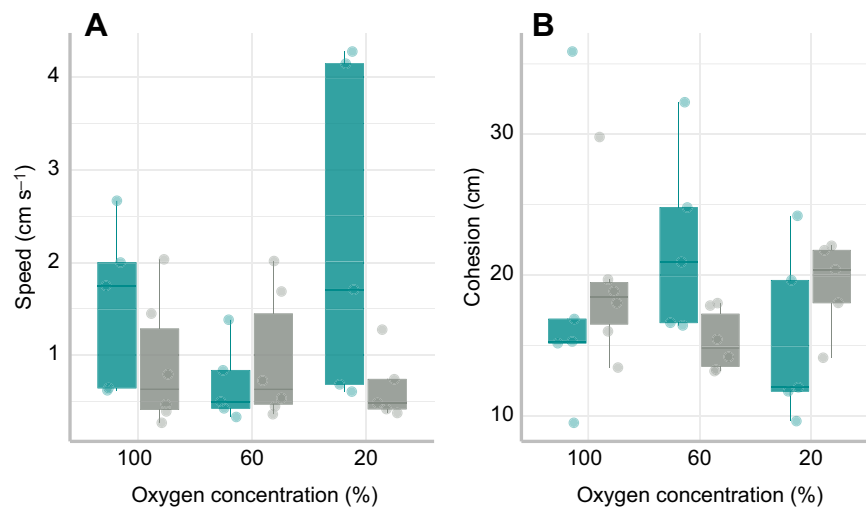 A
4
3
2
1
Speed (cm s⁻¹)
100 60 20
Oxygen concentration (%)
B
30
20
10
Cohesion (cm)
100 60 20
Oxygen concentration (%)